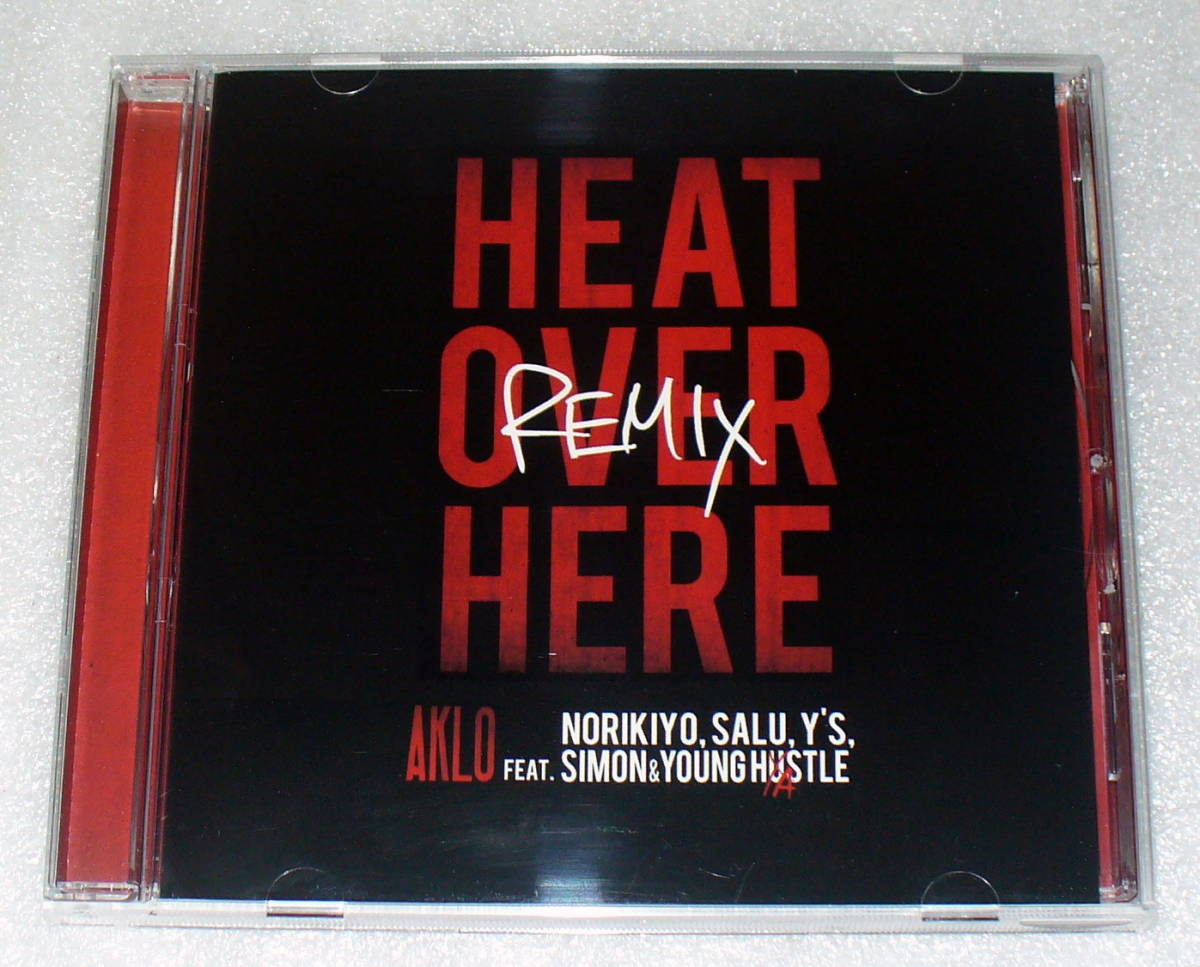 HEAT
OVER
REMIX
HERE
AKLO FEAT. NORIKIYO, SALU, Y'S,
SIMON & YOUNG HUSTLE
A